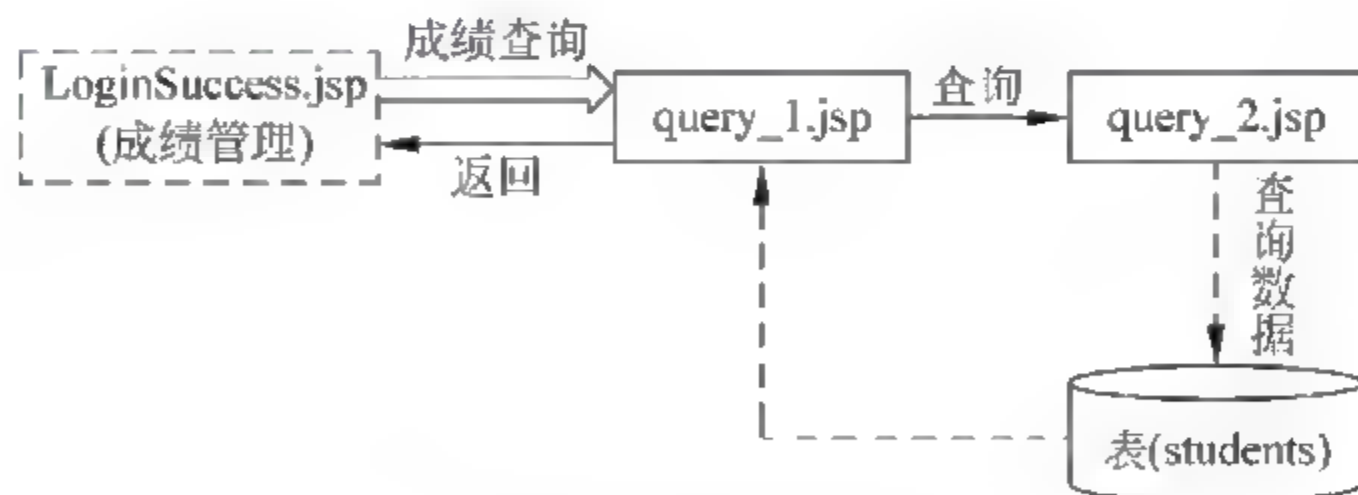 成绩查询
LoginSuccess.jsp
(成绩管理)
query_1.jsp
查询
query_2.jsp
返回
查询数据
表(students)